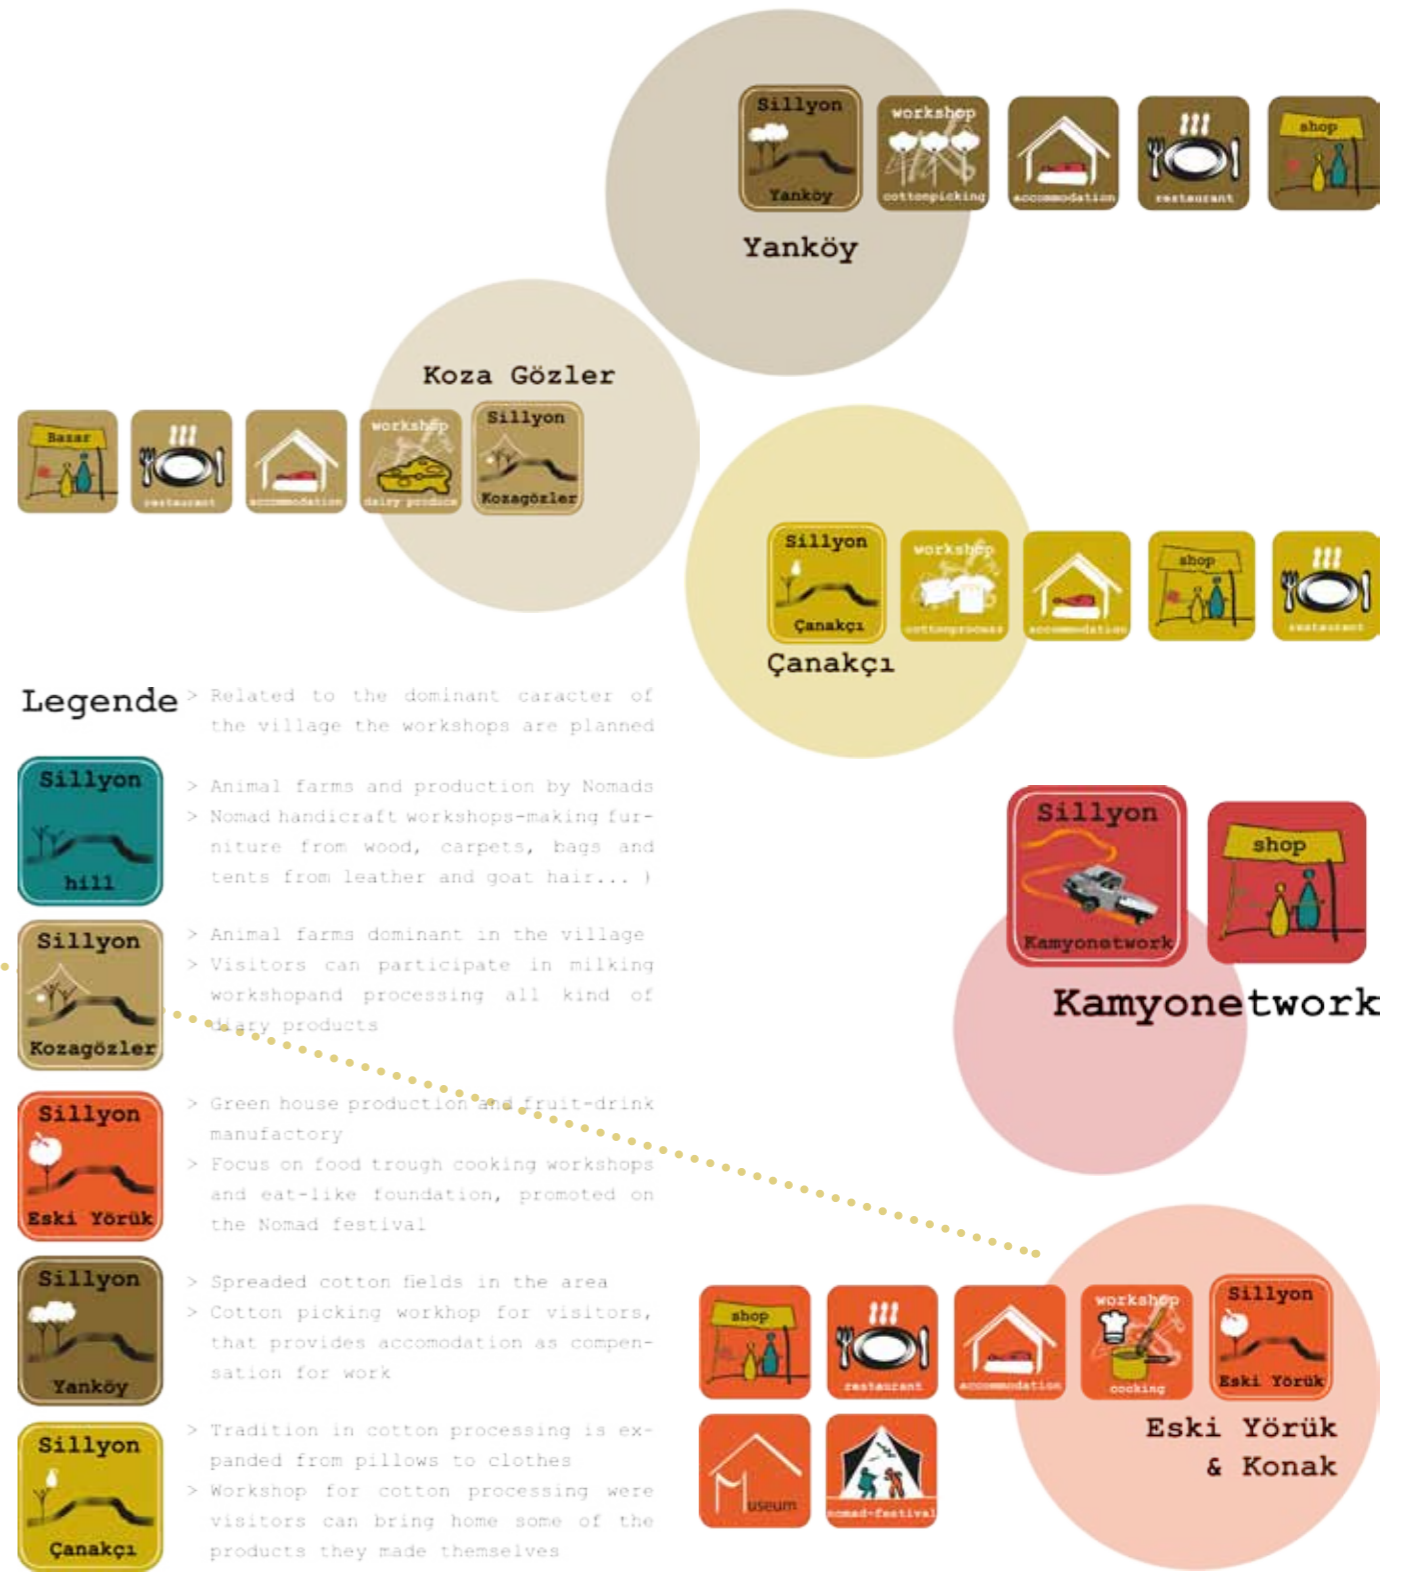 Sillyon
Yanköy
workshop
cottonpicking
accommodation
restaurant
shop
Yanköy
Koza Gözler
Bazar
restaurant
accommodation
workshop
dairy produce
Sillyon
Kozagözler
Sillyon
Çanakçı
workshop
cottonprocess
accommodation
shop
restaurant
Çanakçı
Legende
> Related to the dominant caracter of
the village the workshops are planned
Sillyon
hill
> Animal farms and production by Nomads
> Nomad handicraft workshops-making fur-
niture from wood, carpets, bags and
tents from leather and goat hair... )
Sillyon
Kozagözler
> Animal farms dominant in the village
> Visitors can participate in milking
workshopand processing all kind of
diary products
Sillyon
Eski Yörük
> Green house production and fruit-drink
manufactory
> Focus on food trough cooking workshops
and eat-like foundation, promoted on
the Nomad festival
Sillyon
Yanköy
> Spreaded cotton fields in the area
> Cotton picking workhop for visitors,
that provides accomodation as compen-
sation for work
Sillyon
Çanakçı
> Tradition in cotton processing is ex-
panded from pillows to clothes
> Workshop for cotton processing were
visitors can bring home some of the
products they made themselves
Sillyon
Kamyonetwork
shop
Kamyonetwork
shop
restaurant
accommodation
workshop
cooking
Sillyon
Eski Yörük
Museum
nomad-festival
Eski Yörük
& Konak